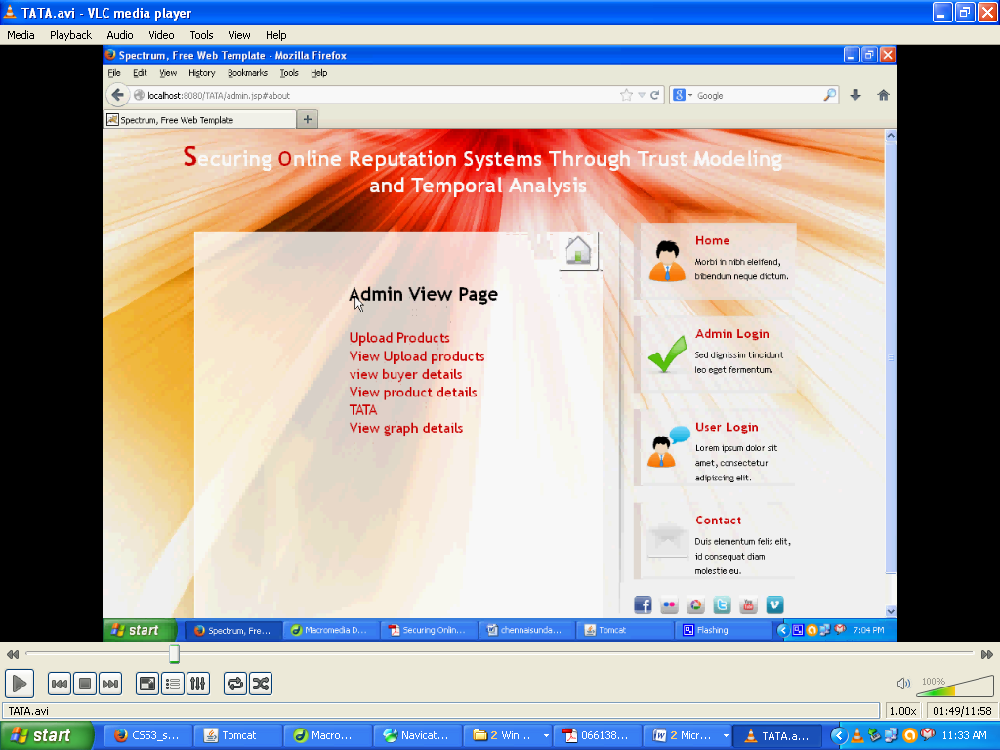 TATA.avi - VLC media player
Media Playback Audio Video Tools View Help
Spectrum, Free Web Template - Mozilla Firefox
File Edit View History Bookmarks Tools Help
localhost:8080/TATA/admin.jsp#about
Google
Spectrum, Free Web Template
Securing Online Reputation Systems Through Trust Modeling
and Temporal Analysis
Home
Morbi in nibh eleifend,
bibendum neque dictum.
Admin View Page
Upload Products
View Upload products
view buyer details
View product details
TATA
View graph details
Admin Login
Sed dignissim tincidunt
leo eget fermentum.
User Login
Lorem ipsum dolor sit
amet, consectetur
adipiscing elit.
Contact
Duis elementum felis elit,
id consequat diam
molestie eu.
start Spectrum, Fre... Macromedia D... Securing Onlin... chennaisunda... Tomcat Flashing 7:04 PM
100%
TATA.avi 1.00x 01:49/11:58
start CSS3_s... Tomcat Macro... Navicat... 2 Win... 066138... 2 Micr... TATA.a... 11:33 AM